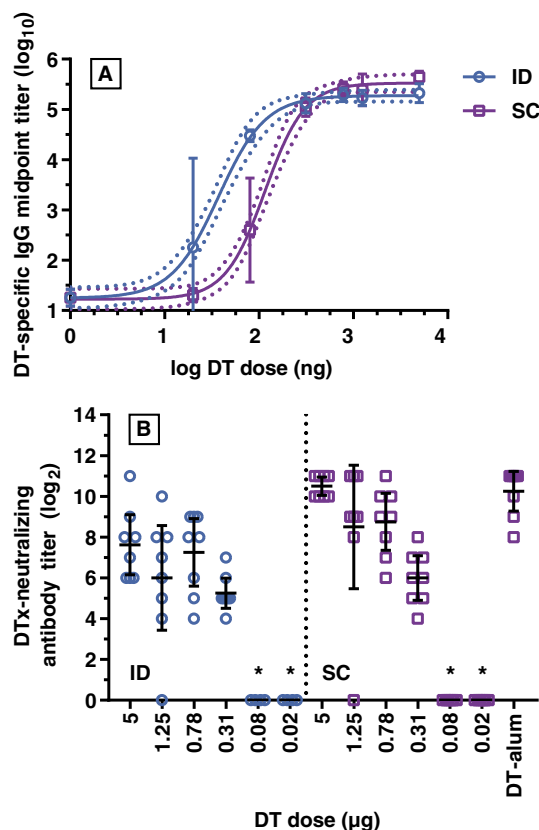 A
DT-specific IgG midpoint titer (log10)
6
5
4
3
2
1
0
1
2
3
4
log DT dose (ng)
ID
SC
B
DTx-neutralizing
antibody titer (log2)
14
12
10
8
6
4
2
0
ID
*
*
SC
*
*
5
1.25
0.78
0.31
0.08
0.02
5
1.25
0.78
0.31
0.08
0.02
DT-alum
DT dose (μg)